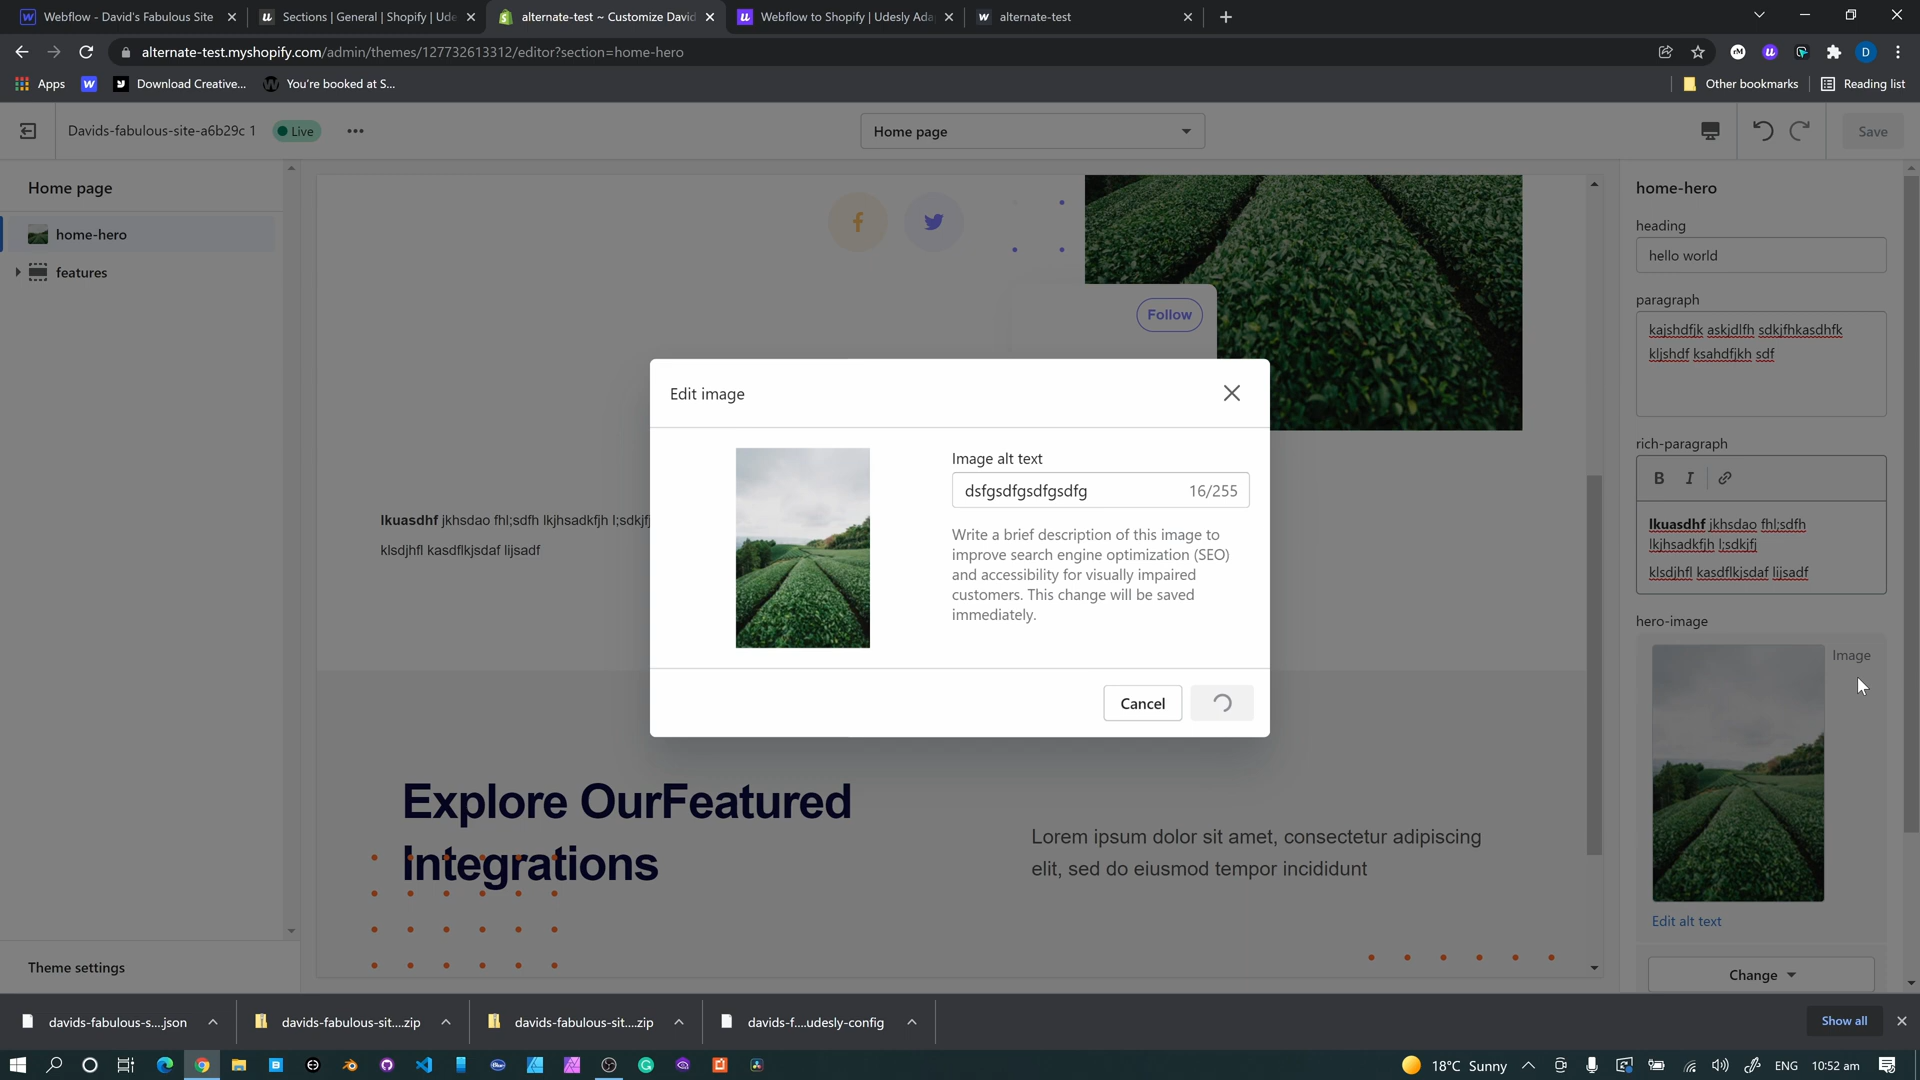 Webflow - David's Fabulous Site
Sections | General | Shopify | Ude
alternate-test ~ Customize David
Webflow to Shopify | Udesly Ada
alternate-test
alternate-test.myshopify.com/admin/themes/127732613312/editor?section=home-hero
Apps
Download Creative...
You're booked at S...
Other bookmarks
Reading list
Davids-fabulous-site-a6b29c 1
Live
Home page
Save
Home page
home-hero
features
Theme settings
Follow
lkuasdhf jkhsdao fhl;sdfh lkjhsadkfjh l;sdkjfj
klsdjhfl kasdflkjsdaf lijsadf
Explore OurFeatured
Integrations
Lorem ipsum dolor sit amet, consectetur adipiscing
elit, sed do eiusmod tempor incididunt
Edit image
Image alt text
dsfgsdfgsdfgsdfg
16/255
Write a brief description of this image to
improve search engine optimization (SEO)
and accessibility for visually impaired
customers. This change will be saved
immediately.
Cancel
home-hero
heading
hello world
paragraph
kajshdfjk askjdlfh sdkjfhkasdhfk
kljshdf ksahdfjkh sdf
rich-paragraph
B I
lkuasdhf jkhsdao fhl;sdfh
lkjhsadkfjh l;sdkjfj
klsdjhfl kasdflkjsdaf lijsadf
hero-image
Image
Edit alt text
Change
davids-fabulous-s....json
davids-fabulous-sit....zip
davids-fabulous-sit....zip
davids-f....udesly-config
Show all
18°C Sunny
ENG
10:52 am